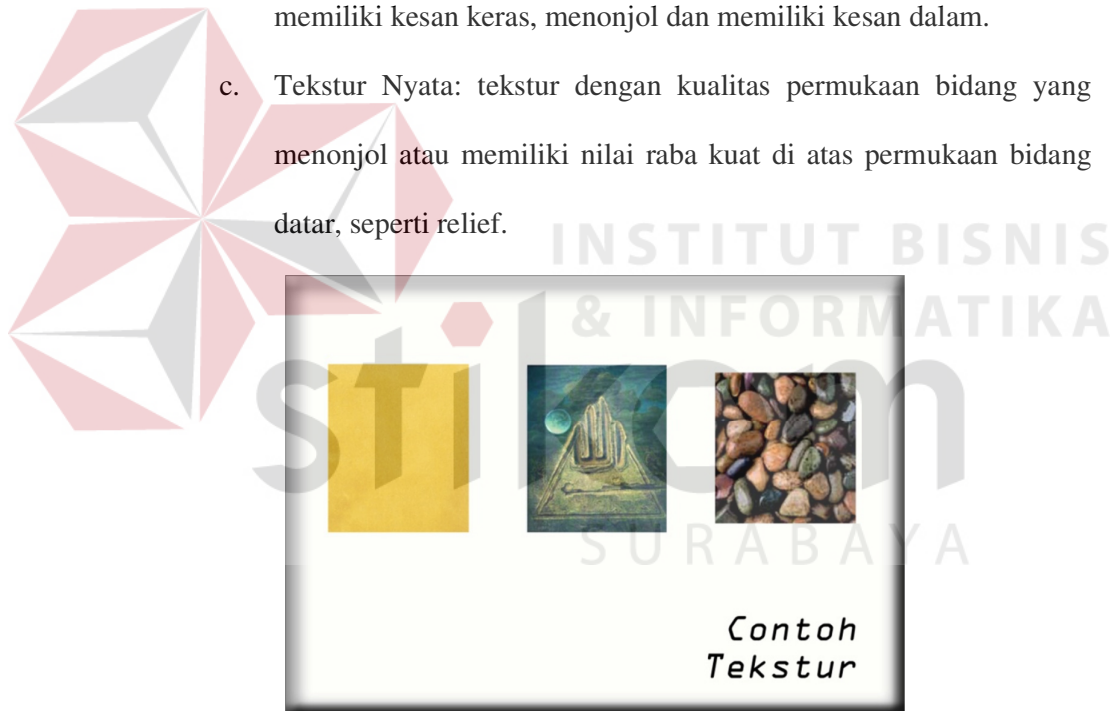 memiliki kesan keras, menonjol dan memiliki kesan dalam.
c. Tekstur Nyata: tekstur dengan kualitas permukaan bidang yang
menonjol atau memiliki nilai raba kuat di atas permukaan bidang
datar, seperti relief.
INSTITUT BISNIS
& INFORMATIKA
stikom
SURABAYA
Contoh
Tekstur